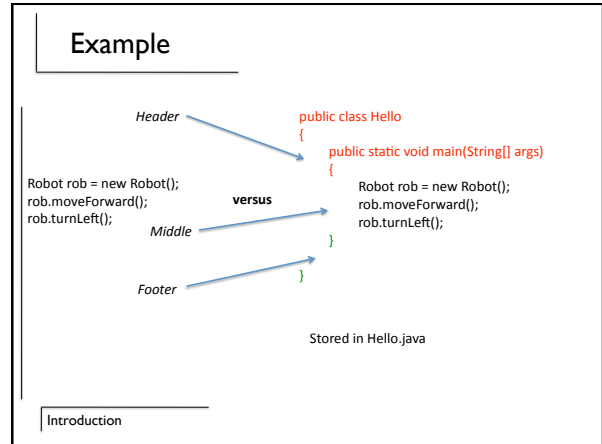 Example
Header
public class Hello
{
public static void main(String[] args)
{
Robot rob = new Robot();
rob.moveForward();
rob.turnLeft();
versus
Middle
Robot rob = new Robot();
rob.moveForward();
rob.turnLeft();
}
Footer
}
Stored in Hello.java
Introduction